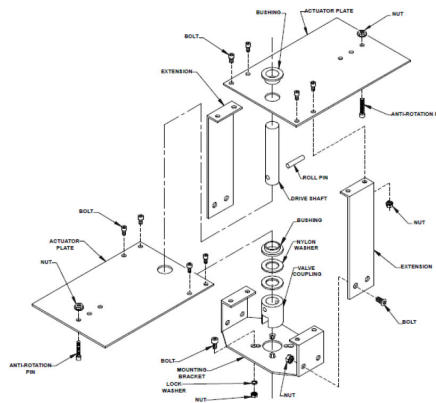 BUSHING
ACTUATOR PLATE
NUT
BOLT
EXTENSION
ANTI-ROTATION
ROLL PIN
DRIVE SHAFT
BOLT
BUSHING
NUT
ACTUATOR
PLATE
NYLON
WASHER
EXTENSION
NUT
VALVE
COUPLING
BOLT
BOLT
ANTI-ROTATION
PIN
MOUNTING
BRACKET
NUT
LOCK
WASHER
NUT